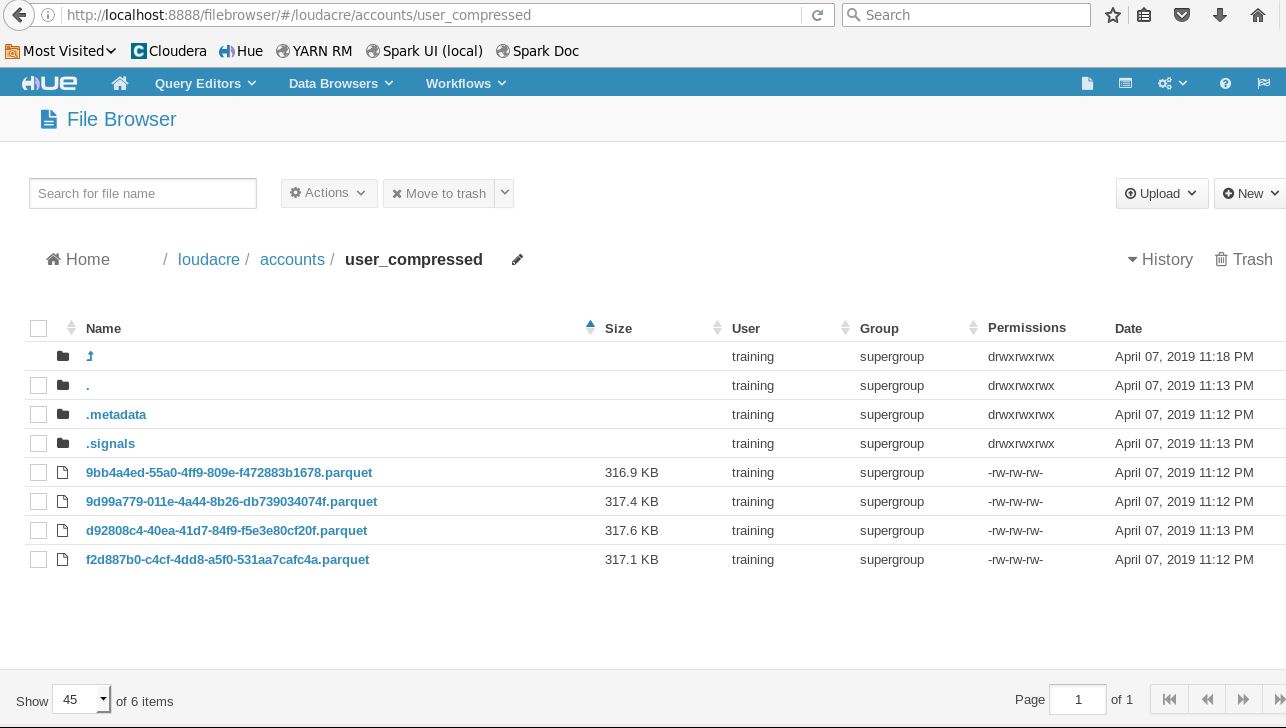 http://localhost:8888/filebrowser/#/loudacre/accounts/user_compressed Search
Most Visited Cloudera Hue YARN RM Spark UI (local) Spark Doc
HUE Query Editors Data Browsers Workflows
File Browser
Search for file name Actions Move to trash Upload New
Home / loudacre / accounts / user_compressed History Trash
Name Size User Group Permissions Date
training supergroup drwxrwxrwx April 07, 2019 11:18 PM
. training supergroup drwxrwxrwx April 07, 2019 11:13 PM
.metadata training supergroup drwxrwxrwx April 07, 2019 11:12 PM
.signals training supergroup drwxrwxrwx April 07, 2019 11:13 PM
9bb4a4ed-55a0-4ff9-809e-f472883b1678.parquet 316.9 KB training supergroup -rw-rw-rw- April 07, 2019 11:12 PM
9d99a779-011e-4a44-8b26-db739034074f.parquet 317.4 KB training supergroup -rw-rw-rw- April 07, 2019 11:12 PM
d92808c4-40ea-41d7-84f9-f5e3e80cf20f.parquet 317.6 KB training supergroup -rw-rw-rw- April 07, 2019 11:13 PM
f2d887b0-c4cf-4dd8-a5f0-531aa7cafc4a.parquet 317.1 KB training supergroup -rw-rw-rw- April 07, 2019 11:12 PM
Show 45 of 6 items Page 1 of 1